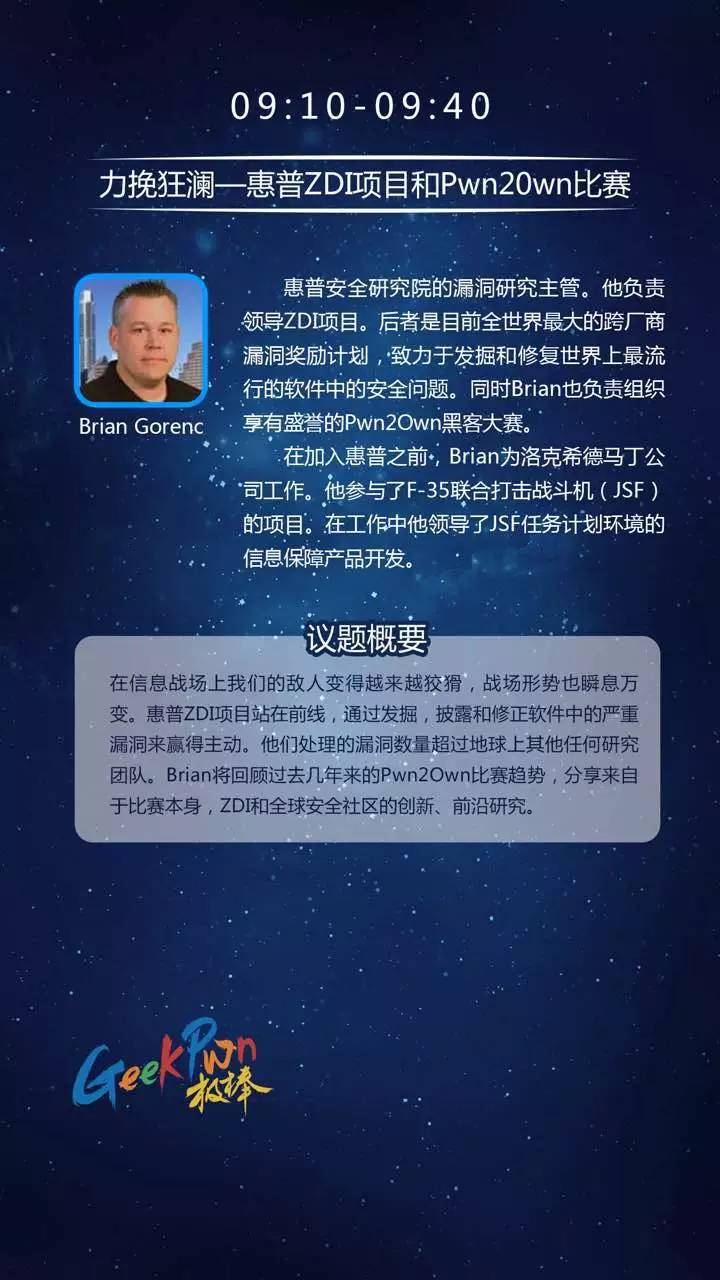 09:10-09:40
力挽狂澜—惠普ZDI项目和Pwn20wn比赛
惠普安全研究院的漏洞研究主管。他负责
领导ZDI项目。后者是目前全世界最大的跨厂商
漏洞奖励计划，致力于发掘和修复世界上最流
行的软件中的安全问题。同时Brian也负责组织
享有盛誉的Pwn2Own黑客大赛。
Brian Gorenc
在加入惠普之前，Brian为洛克希德马丁公
司工作。他参与了F-35联合打击战斗机（JSF）
的项目。在工作中他领导了JSF任务计划环境的
信息保障产品开发。
议题概要
在信息战场上我们的敌人变得越来越狡猾，战场形势也瞬息万
变。惠普ZDI项目站在前线，通过发掘，披露和修正软件中的严重
漏洞来赢得主动。他们处理的漏洞数量超过地球上其他任何研究
团队。Brian将回顾过去几年来的Pwn2Own比赛趋势，分享来自
于比赛本身，ZDI和全球安全社区的创新、前沿研究。
GeekPwn
极棒